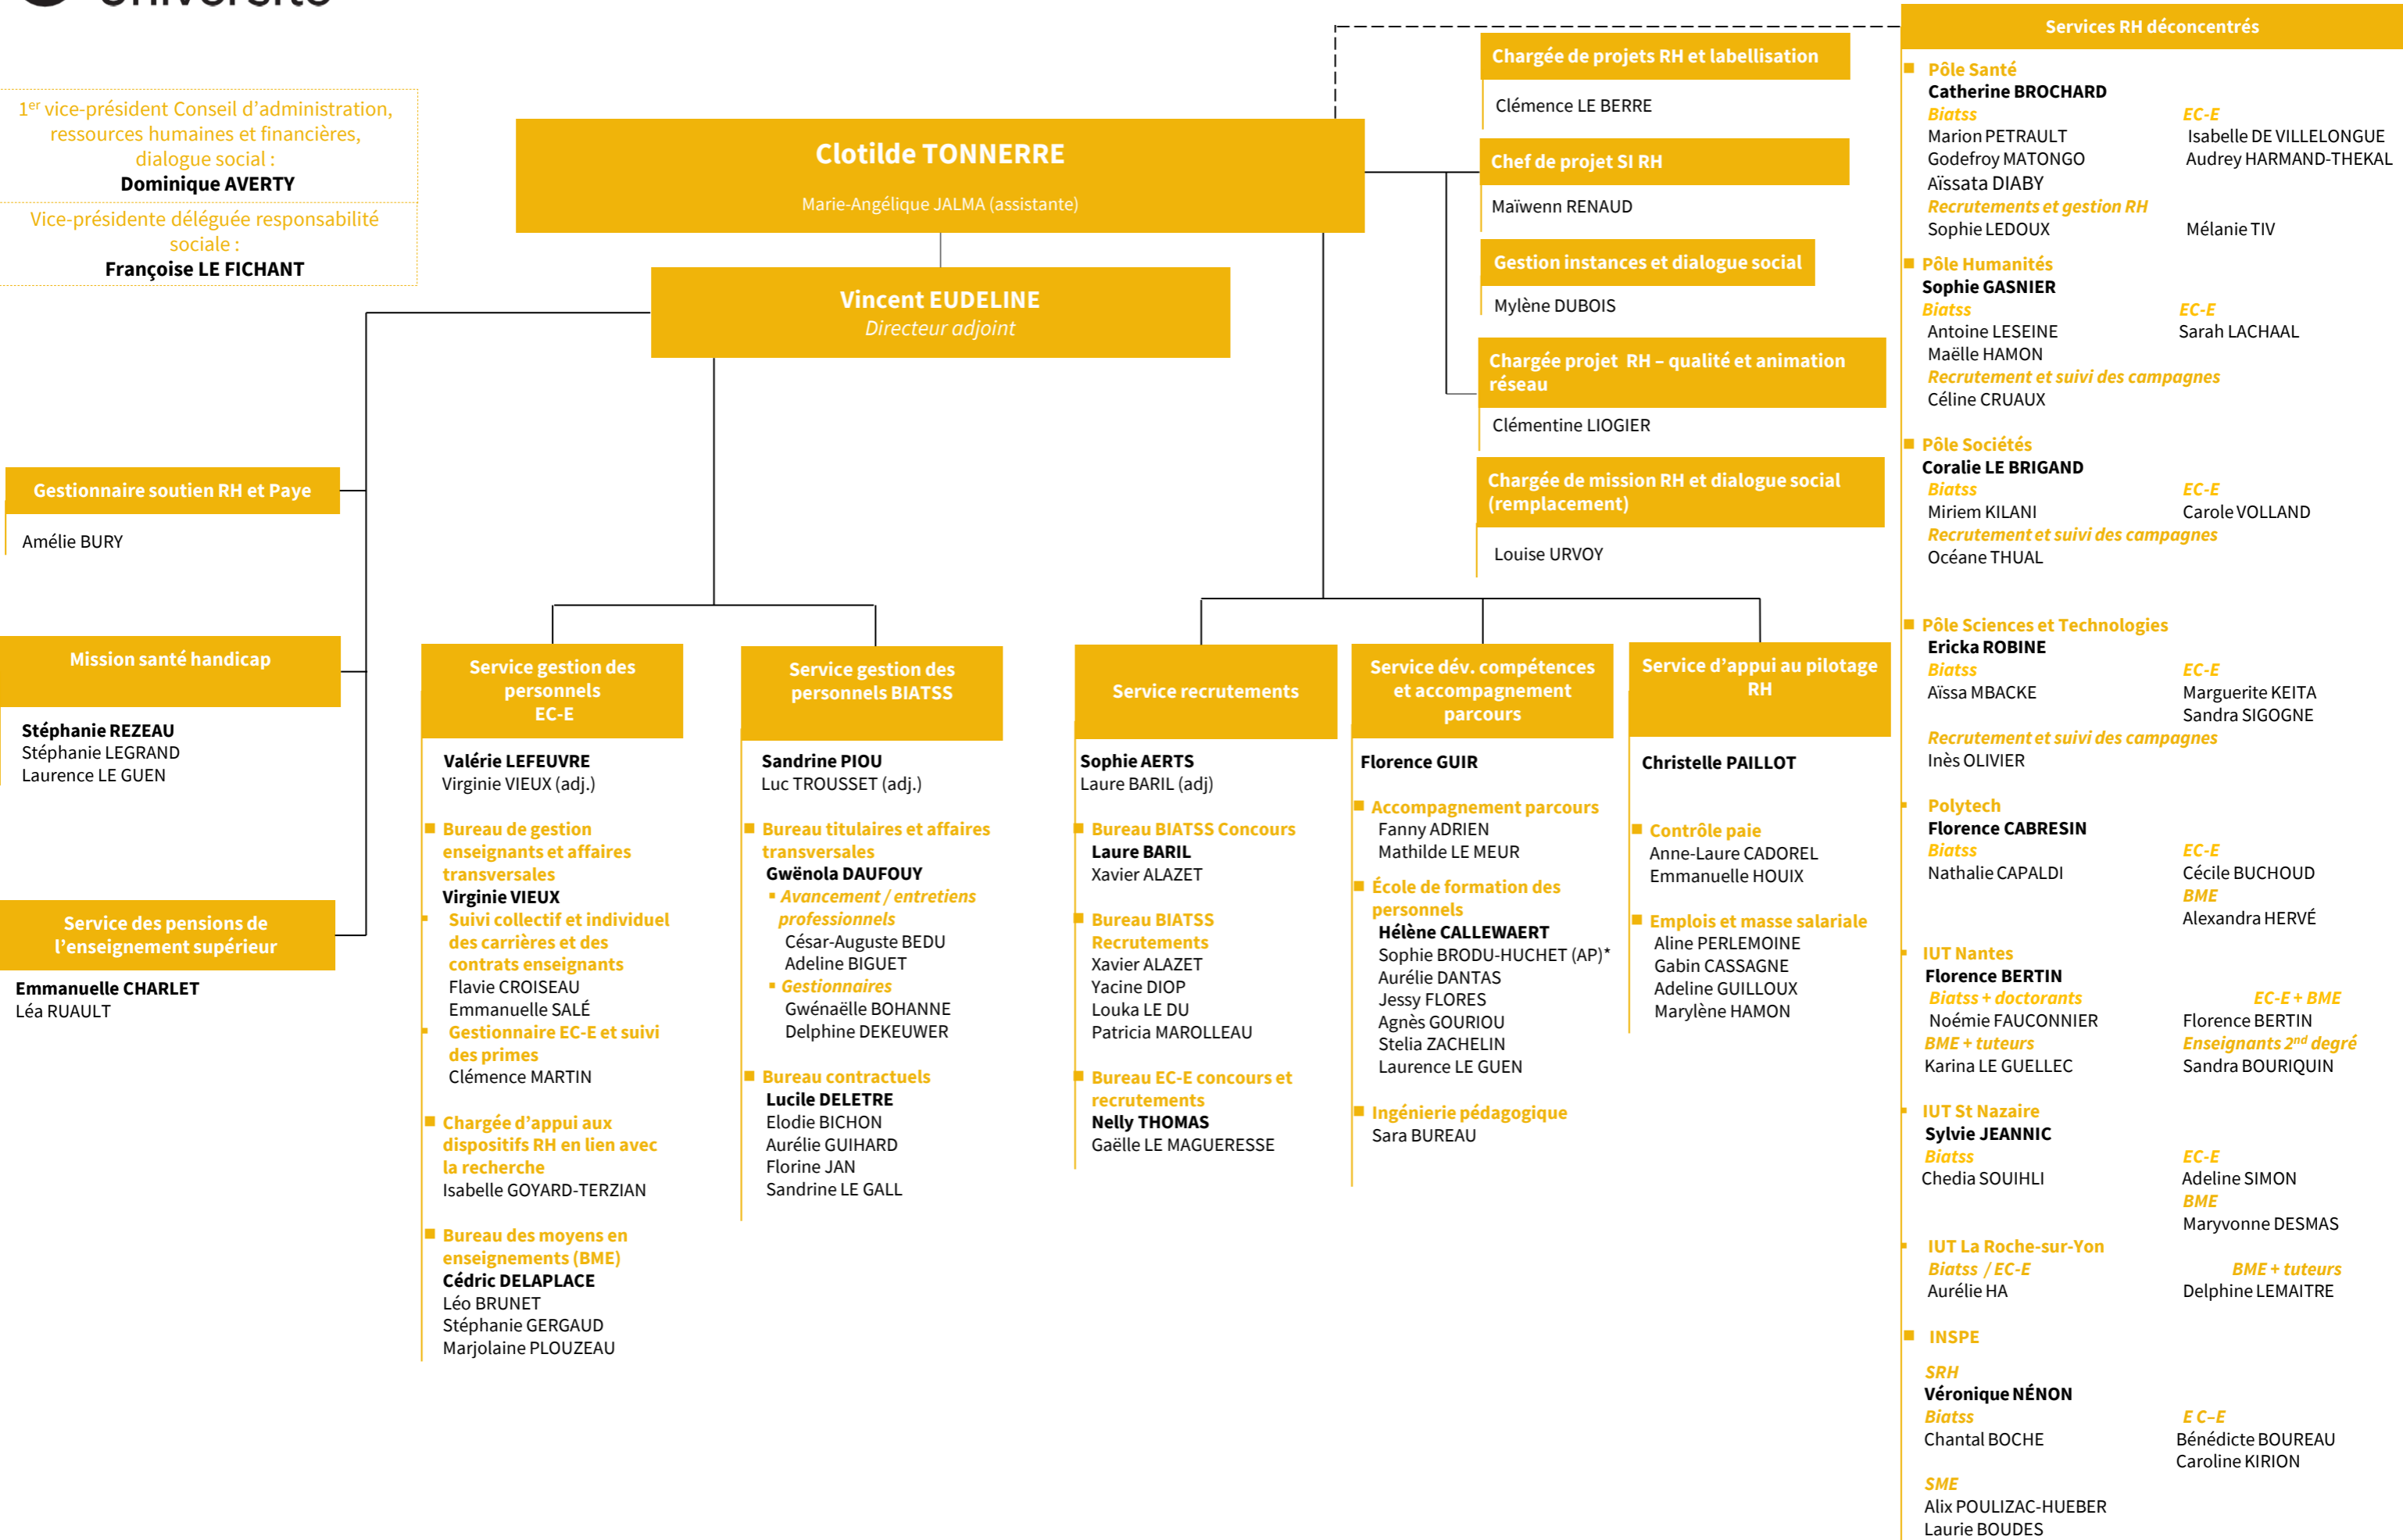 Université
1er vice-président Conseil d’administration,
ressources humaines et financières,
dialogue social :
Dominique AVERTY
Vice-présidente déléguée responsabilité
sociale :
Françoise LE FICHANT
Clotilde TONNERRE
Marie-Angélique JALMA (assistante)
Vincent EUDELINE
Directeur adjoint
Gestionnaire soutien RH et Paye
Amélie BURY
Mission santé handicap
Stéphanie REZEAU
Stéphanie LEGRAND
Laurence LE GUEN
Service des pensions de
l’enseignement supérieur
Emmanuelle CHARLET
Léa RUAULT
Service gestion des
personnels
EC-E
Valérie LEFEUVRE
Virginie VIEUX (adj.)
Bureau de gestion
enseignants et affaires
transversales
Virginie VIEUX
Suivi collectif et individuel
des carrières et des
contrats enseignants
Flavie CROISEAU
Emmanuelle SALÉ
Gestionnaire EC-E et suivi
des primes
Clémence MARTIN
Chargée d’appui aux
dispositifs RH en lien avec
la recherche
Isabelle GOYARD-TERZIAN
Bureau des moyens en
enseignements (BME)
Cédric DELAPLACE
Léo BRUNET
Stéphanie GERGAUD
Marjolaine PLOUZEAU
Service gestion des
personnels BIATSS
Sandrine PIOU
Luc TROUSSET (adj.)
Bureau titulaires et affaires
transversales
Gwënola DAUFOUY
Avancement / entretiens
professionnels
César-Auguste BEDU
Adeline BIGUET
Gestionnaires
Gwénaëlle BOHANNE
Delphine DEKEUWER
Bureau contractuels
Lucile DELETRE
Elodie BICHON
Aurélie GUIHARD
Florine JAN
Sandrine LE GALL
Service recrutements
Sophie AERTS
Laure BARIL (adj)
Bureau BIATSS Concours
Laure BARIL
Xavier ALAZET
Bureau BIATSS
Recrutements
Xavier ALAZET
Yacine DIOP
Louka LE DU
Patricia MAROLLEAU
Bureau EC-E concours et
recrutements
Nelly THOMAS
Gaëlle LE MAGUERESSE
Service dév. compétences
et accompagnement
parcours
Florence GUIR
Accompagnement parcours
Fanny ADRIEN
Mathilde LE MEUR
École de formation des
personnels
Hélène CALLEWAERT
Sophie BRODU-HUCHET (AP)*
Aurélie DANTAS
Jessy FLORES
Agnès GOURIOU
Stelia ZACHELIN
Laurence LE GUEN
Ingénierie pédagogique
Sara BUREAU
Service d’appui au pilotage
RH
Christelle PAILLOT
Contrôle paie
Anne-Laure CADOREL
Emmanuelle HOUIX
Emplois et masse salariale
Aline PERLEMOINE
Gabin CASSAGNE
Adeline GUILLOUX
Marylène HAMON
Chargée de projets RH et labellisation
Clémence LE BERRE
Chef de projet SI RH
Maïwenn RENAUD
Gestion instances et dialogue social
Mylène DUBOIS
Chargée projet RH – qualité et animation
réseau
Clémentine LIOGIER
Chargée de mission RH et dialogue social
(remplacement)
Louise URVOY
Services RH déconcentrés
Pôle Santé
Catherine BROCHARD
Biatss EC-E
Marion PETRAULT Isabelle DE VILLELONGUE
Godefroy MATONGO Audrey HARMAND-THEKAL
Aïssata DIABY
Recrutements et gestion RH
Sophie LEDOUX Mélanie TIV
Pôle Humanités
Sophie GASNIER
Biatss EC-E
Antoine LESEINE Sarah LACHAAL
Maëlle HAMON
Recrutement et suivi des campagnes
Céline CRUAUX
Pôle Sociétés
Coralie LE BRIGAND
Biatss EC-E
Miriem KILANI Carole VOLLAND
Recrutement et suivi des campagnes
Océane THUAL
Pôle Sciences et Technologies
Ericka ROBINE
Biatss EC-E
Aïssa MBACKE Marguerite KEITA
Sandra SIGOGNE
Recrutement et suivi des campagnes
Inès OLIVIER
Polytech
Florence CABRESIN
Biatss EC-E
Nathalie CAPALDI Cécile BUCHOUD
BME
Alexandra HERVÉ
IUT Nantes
Florence BERTIN
Biatss + doctorants EC-E + BME
Noémie FAUCONNIER Florence BERTIN
BME + tuteurs Enseignants 2nd degré
Karina LE GUELLEC Sandra BOURIQUIN
IUT St Nazaire
Sylvie JEANNIC
Biatss EC-E
Chedia SOUIHLI Adeline SIMON
BME
Maryvonne DESMAS
IUT La Roche-sur-Yon
Biatss / EC-E BME + tuteurs
Aurélie HA Delphine LEMAITRE
INSPE
SRH
Véronique NÉNON
Biatss E C–E
Chantal BOCHE Bénédicte BOUREAU
Caroline KIRION
SME
Alix POULIZAC-HUEBER
Laurie BOUDES